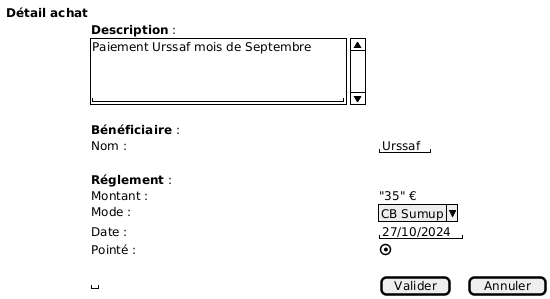 Détail achat
Description :
Paiement Urssaf mois de Septembre
Bénéficiaire :
Nom : Urssaf
Réglement :
Montant : "35" €
Mode : CB Sumup
Date : 27/10/2024
Pointé :
Valider Annuler